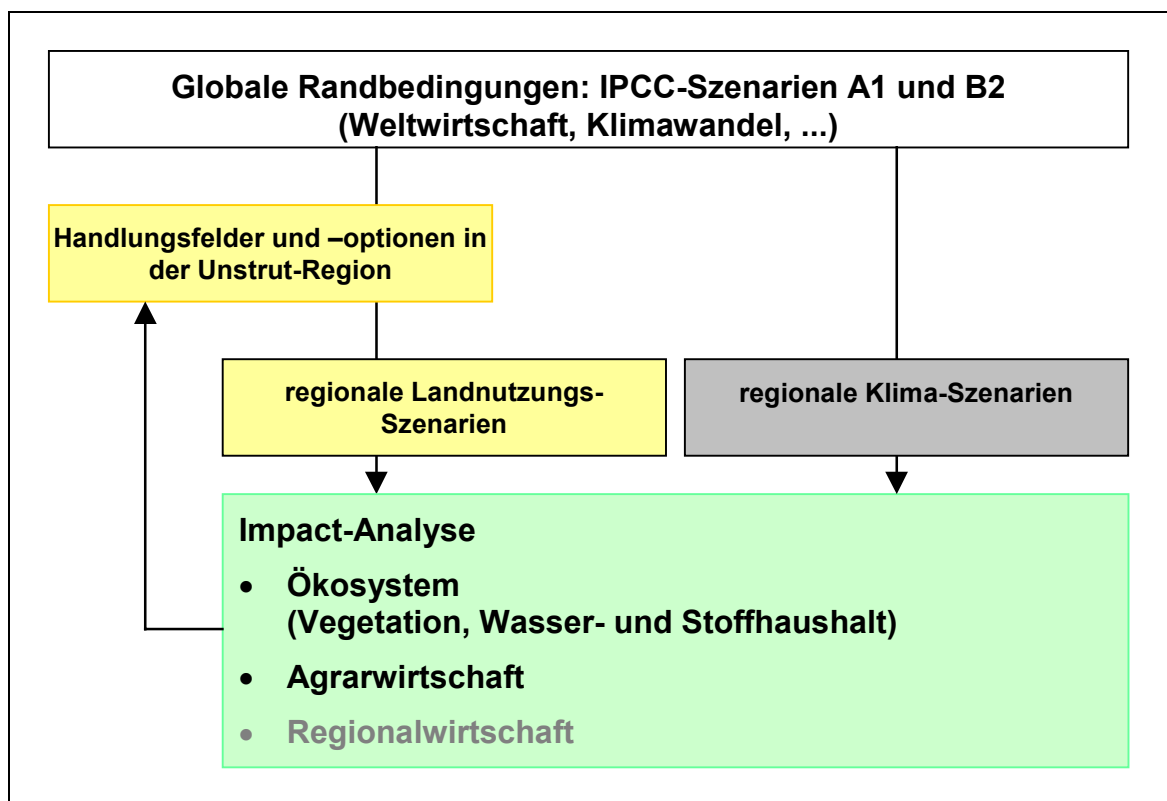 Globale Randbedingungen: IPCC-Szenarien A1 und B2
(Weltwirtschaft, Klimawandel, ...)
Handlungsfelder und –optionen in
der Unstrut-Region
regionale Landnutzungs-
Szenarien
regionale Klima-Szenarien
Impact-Analyse
• Ökosystem
(Vegetation, Wasser- und Stoffhaushalt)
• Agrarwirtschaft
• Regionalwirtschaft